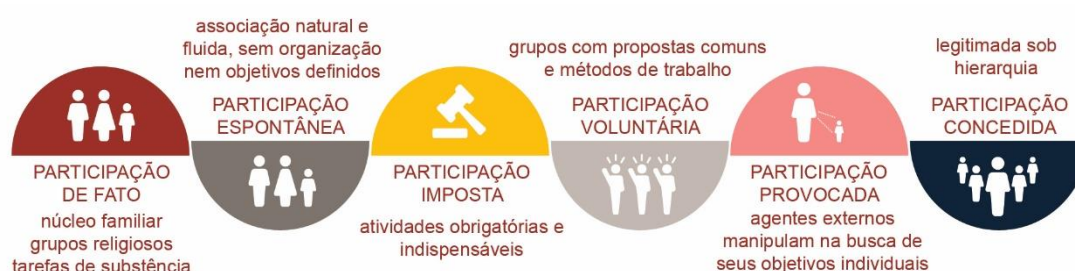 PARTICIPAÇÃO
DE FATO
núcleo familiar
grupos religiosos
tarefas de substência
associação natural e
fluida, sem organização
nem objetivos definidos
PARTICIPAÇÃO
ESPONTÂNEA
PARTICIPAÇÃO
IMPOSTA
atividades obrigatórias e
indispensáveis
grupos com propostas comuns
e métodos de trabalho
PARTICIPAÇÃO
VOLUNTÁRIA
PARTICIPAÇÃO
PROVOCADA
agentes externos
manipulam na busca de
seus objetivos individuais
legitimada sob
hierarquia
PARTICIPAÇÃO
CONCEDIDA